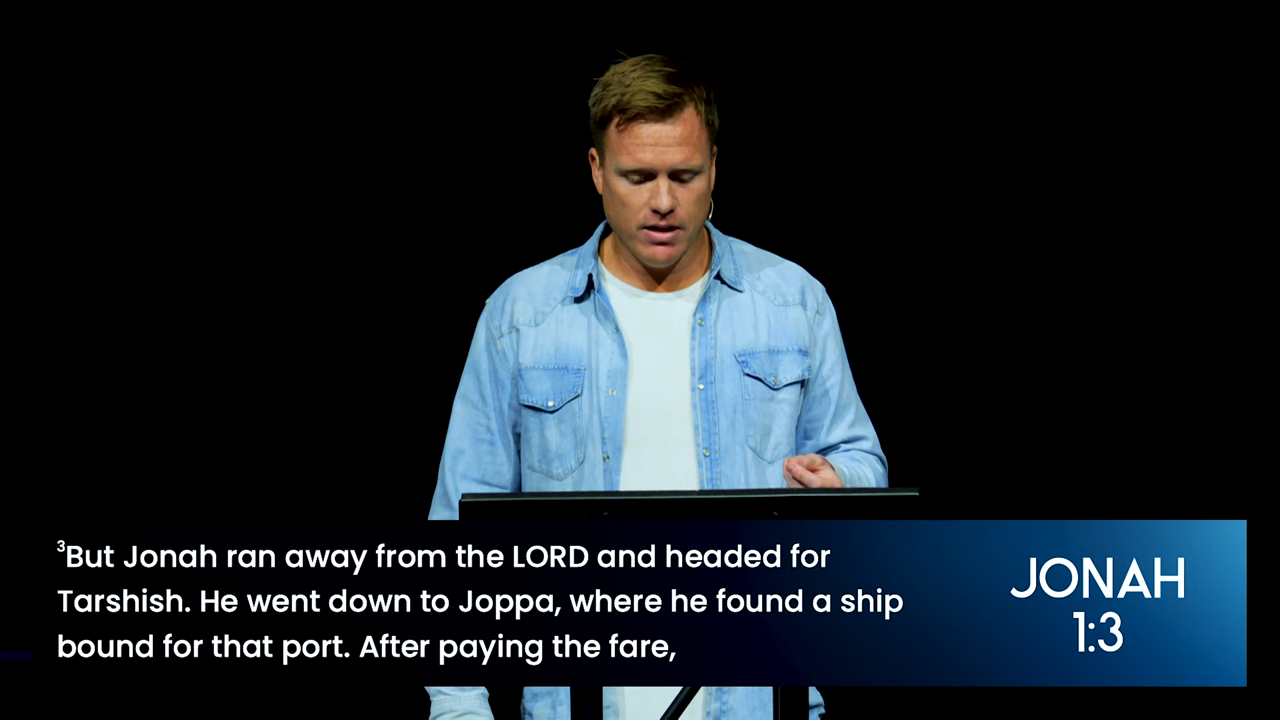 ³But Jonah ran away from the LORD and headed for
Tarshish. He went down to Joppa, where he found a ship
bound for that port. After paying the fare,
JONAH
1:3